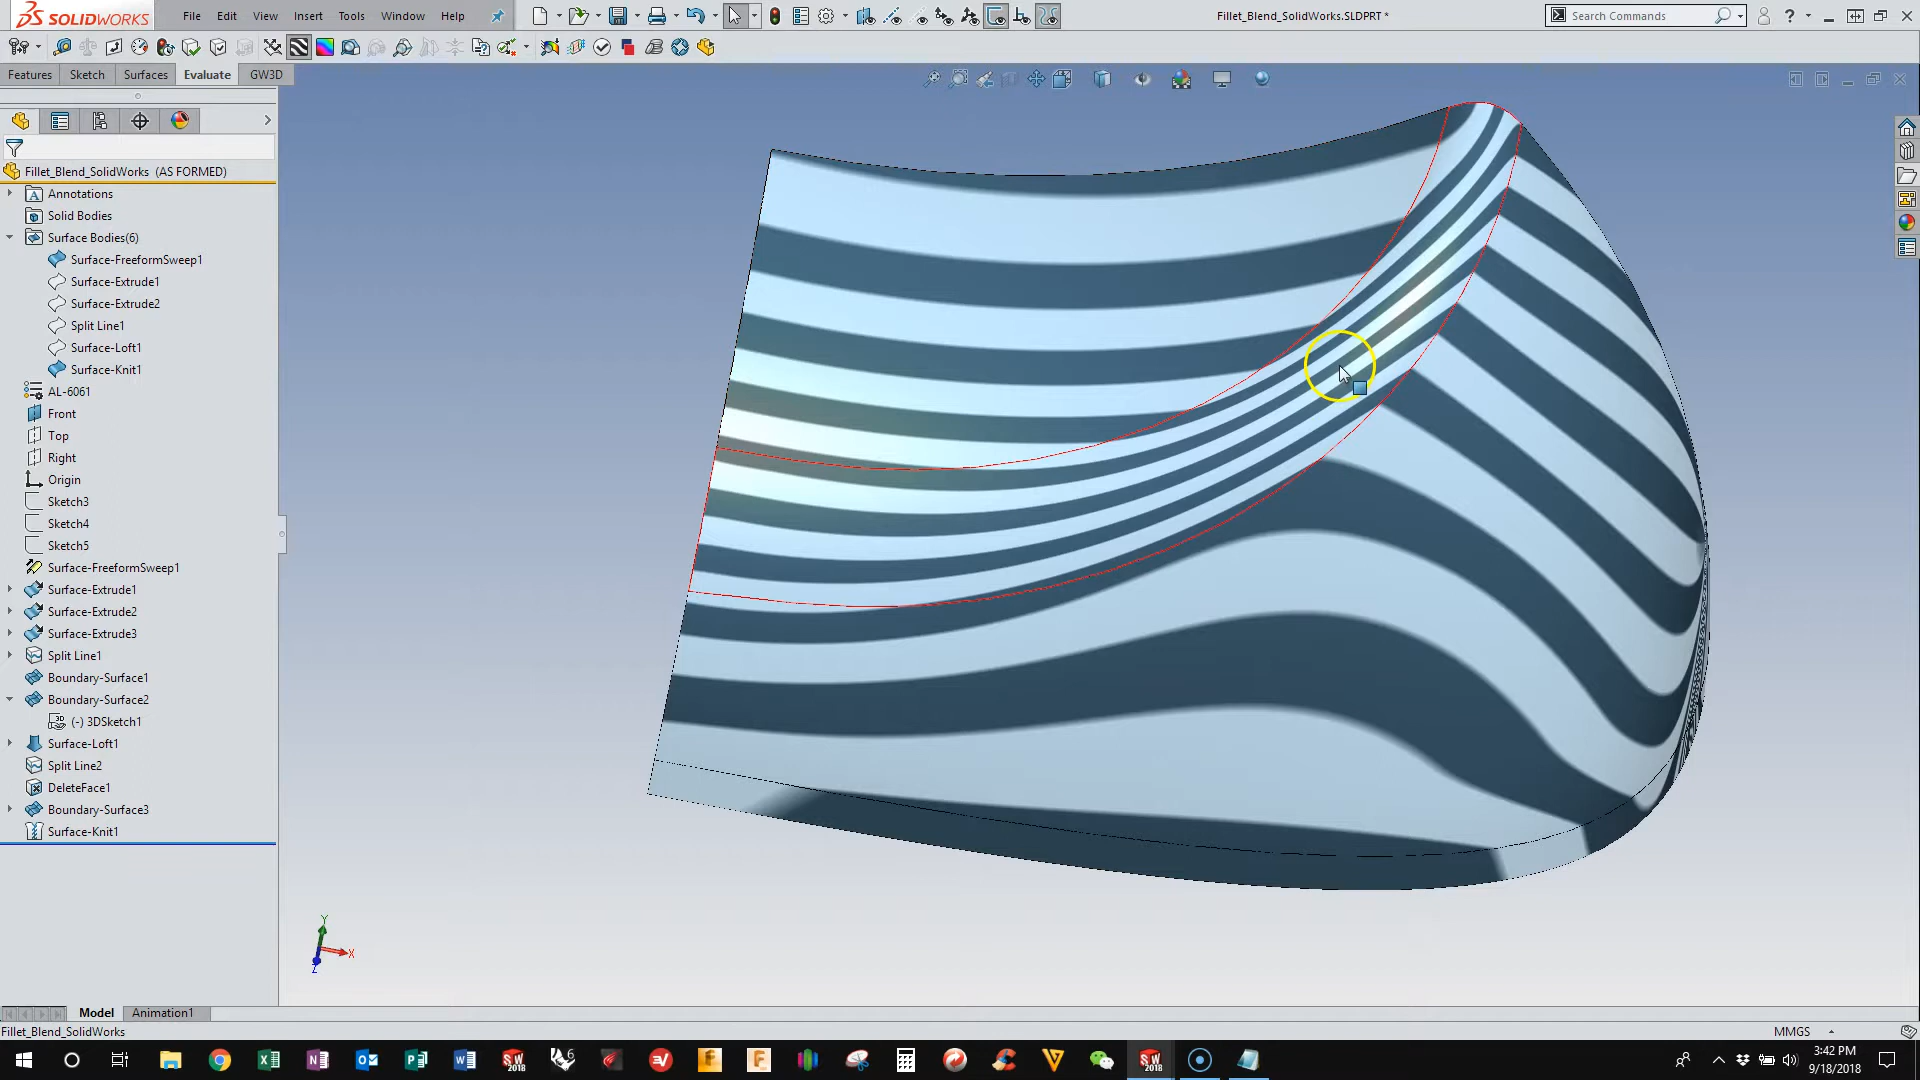 SOLIDWORKS
File Edit View Insert Tools Window Help
Fillet_Blend_SolidWorks.SLDPRT *
Search Commands
Features Sketch Surfaces Evaluate GW3D
Fillet_Blend_SolidWorks (AS FORMED)
Annotations
Solid Bodies
Surface Bodies(6)
Surface-FreeformSweep1
Surface-Extrude1
Surface-Extrude2
Split Line1
Surface-Loft1
Surface-Knit1
AL-6061
Front
Top
Right
Origin
Sketch3
Sketch4
Sketch5
Surface-FreeformSweep1
Surface-Extrude1
Surface-Extrude2
Surface-Extrude3
Split Line1
Boundary-Surface1
Boundary-Surface2
(-) 3DSketch1
Surface-Loft1
Split Line2
DeleteFace1
Boundary-Surface3
Surface-Knit1
Y
X
Z
Model Animation1
Fillet_Blend_SolidWorks
MMGS
3:42 PM
9/18/2018